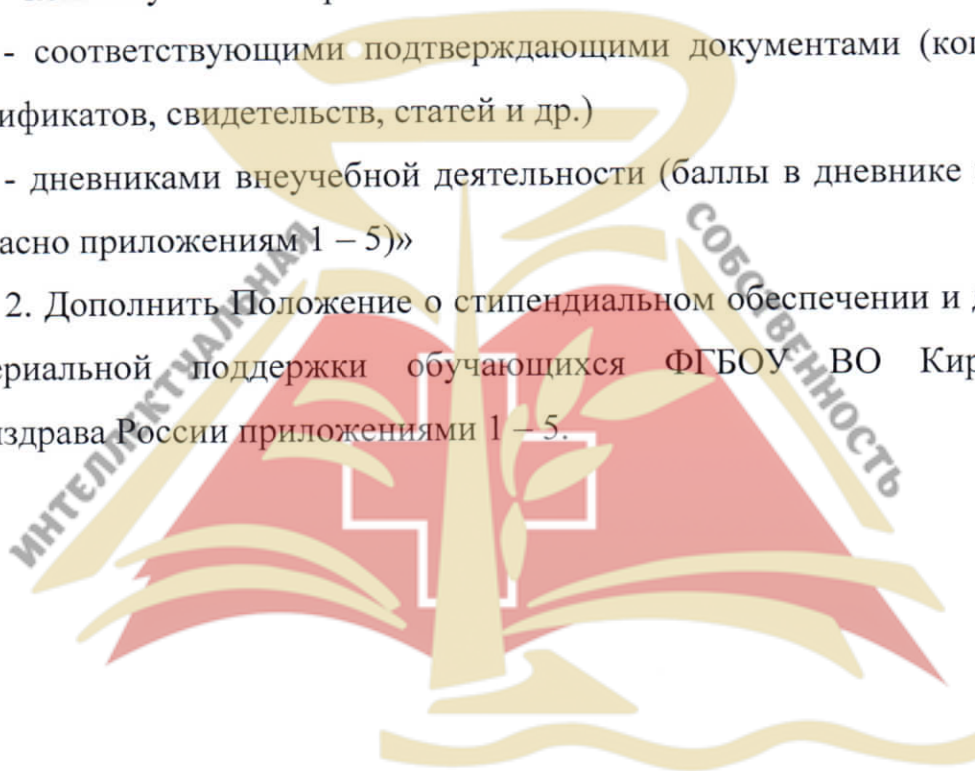 - соответствующими подтверждающими документами (ко
ификатов, свидетельств, статей и др.)
- дневниками внеучебной деятельности (баллы в дневнике
асно приложениям 1 – 5)»
2. Дополнить Положение о стипендиальном обеспечении и
ериальной поддержки обучающихся ФГБОУ ВО Кир
здрава России приложениями 1 – 5.
ИНТЕЛЛЕКТУАЛЬНАЯ
СОБСТВЕННОСТЬ